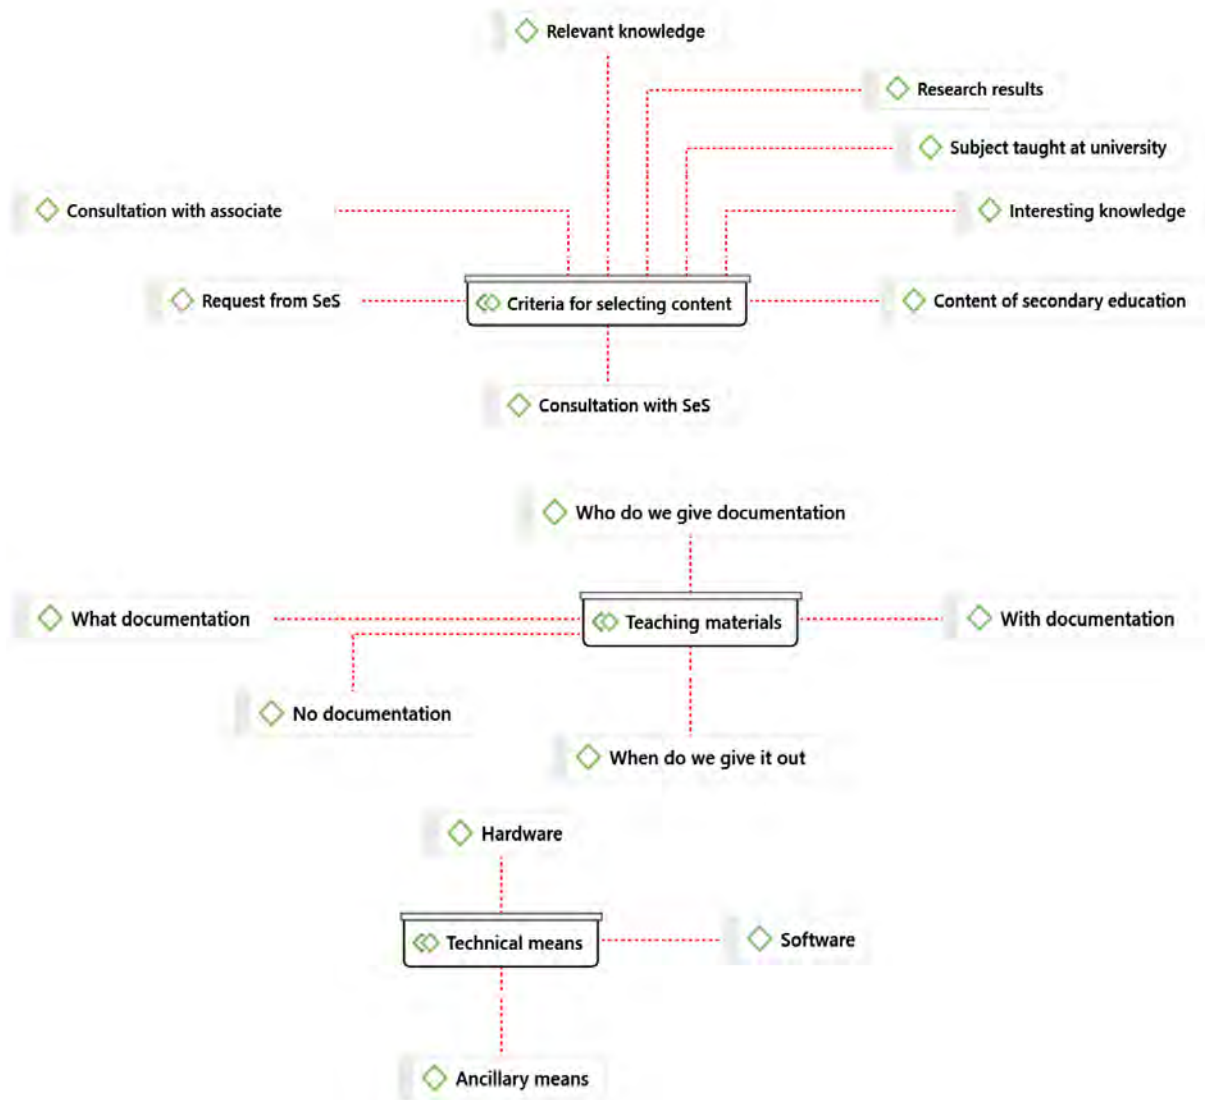 Relevant knowledge
Research results
Subject taught at university
Consultation with associate
Interesting knowledge
Request from SeS
Criteria for selecting content
Content of secondary education
Consultation with SeS
Who do we give documentation
What documentation
Teaching materials
With documentation
No documentation
When do we give it out
Hardware
Technical means
Software
Ancillary means